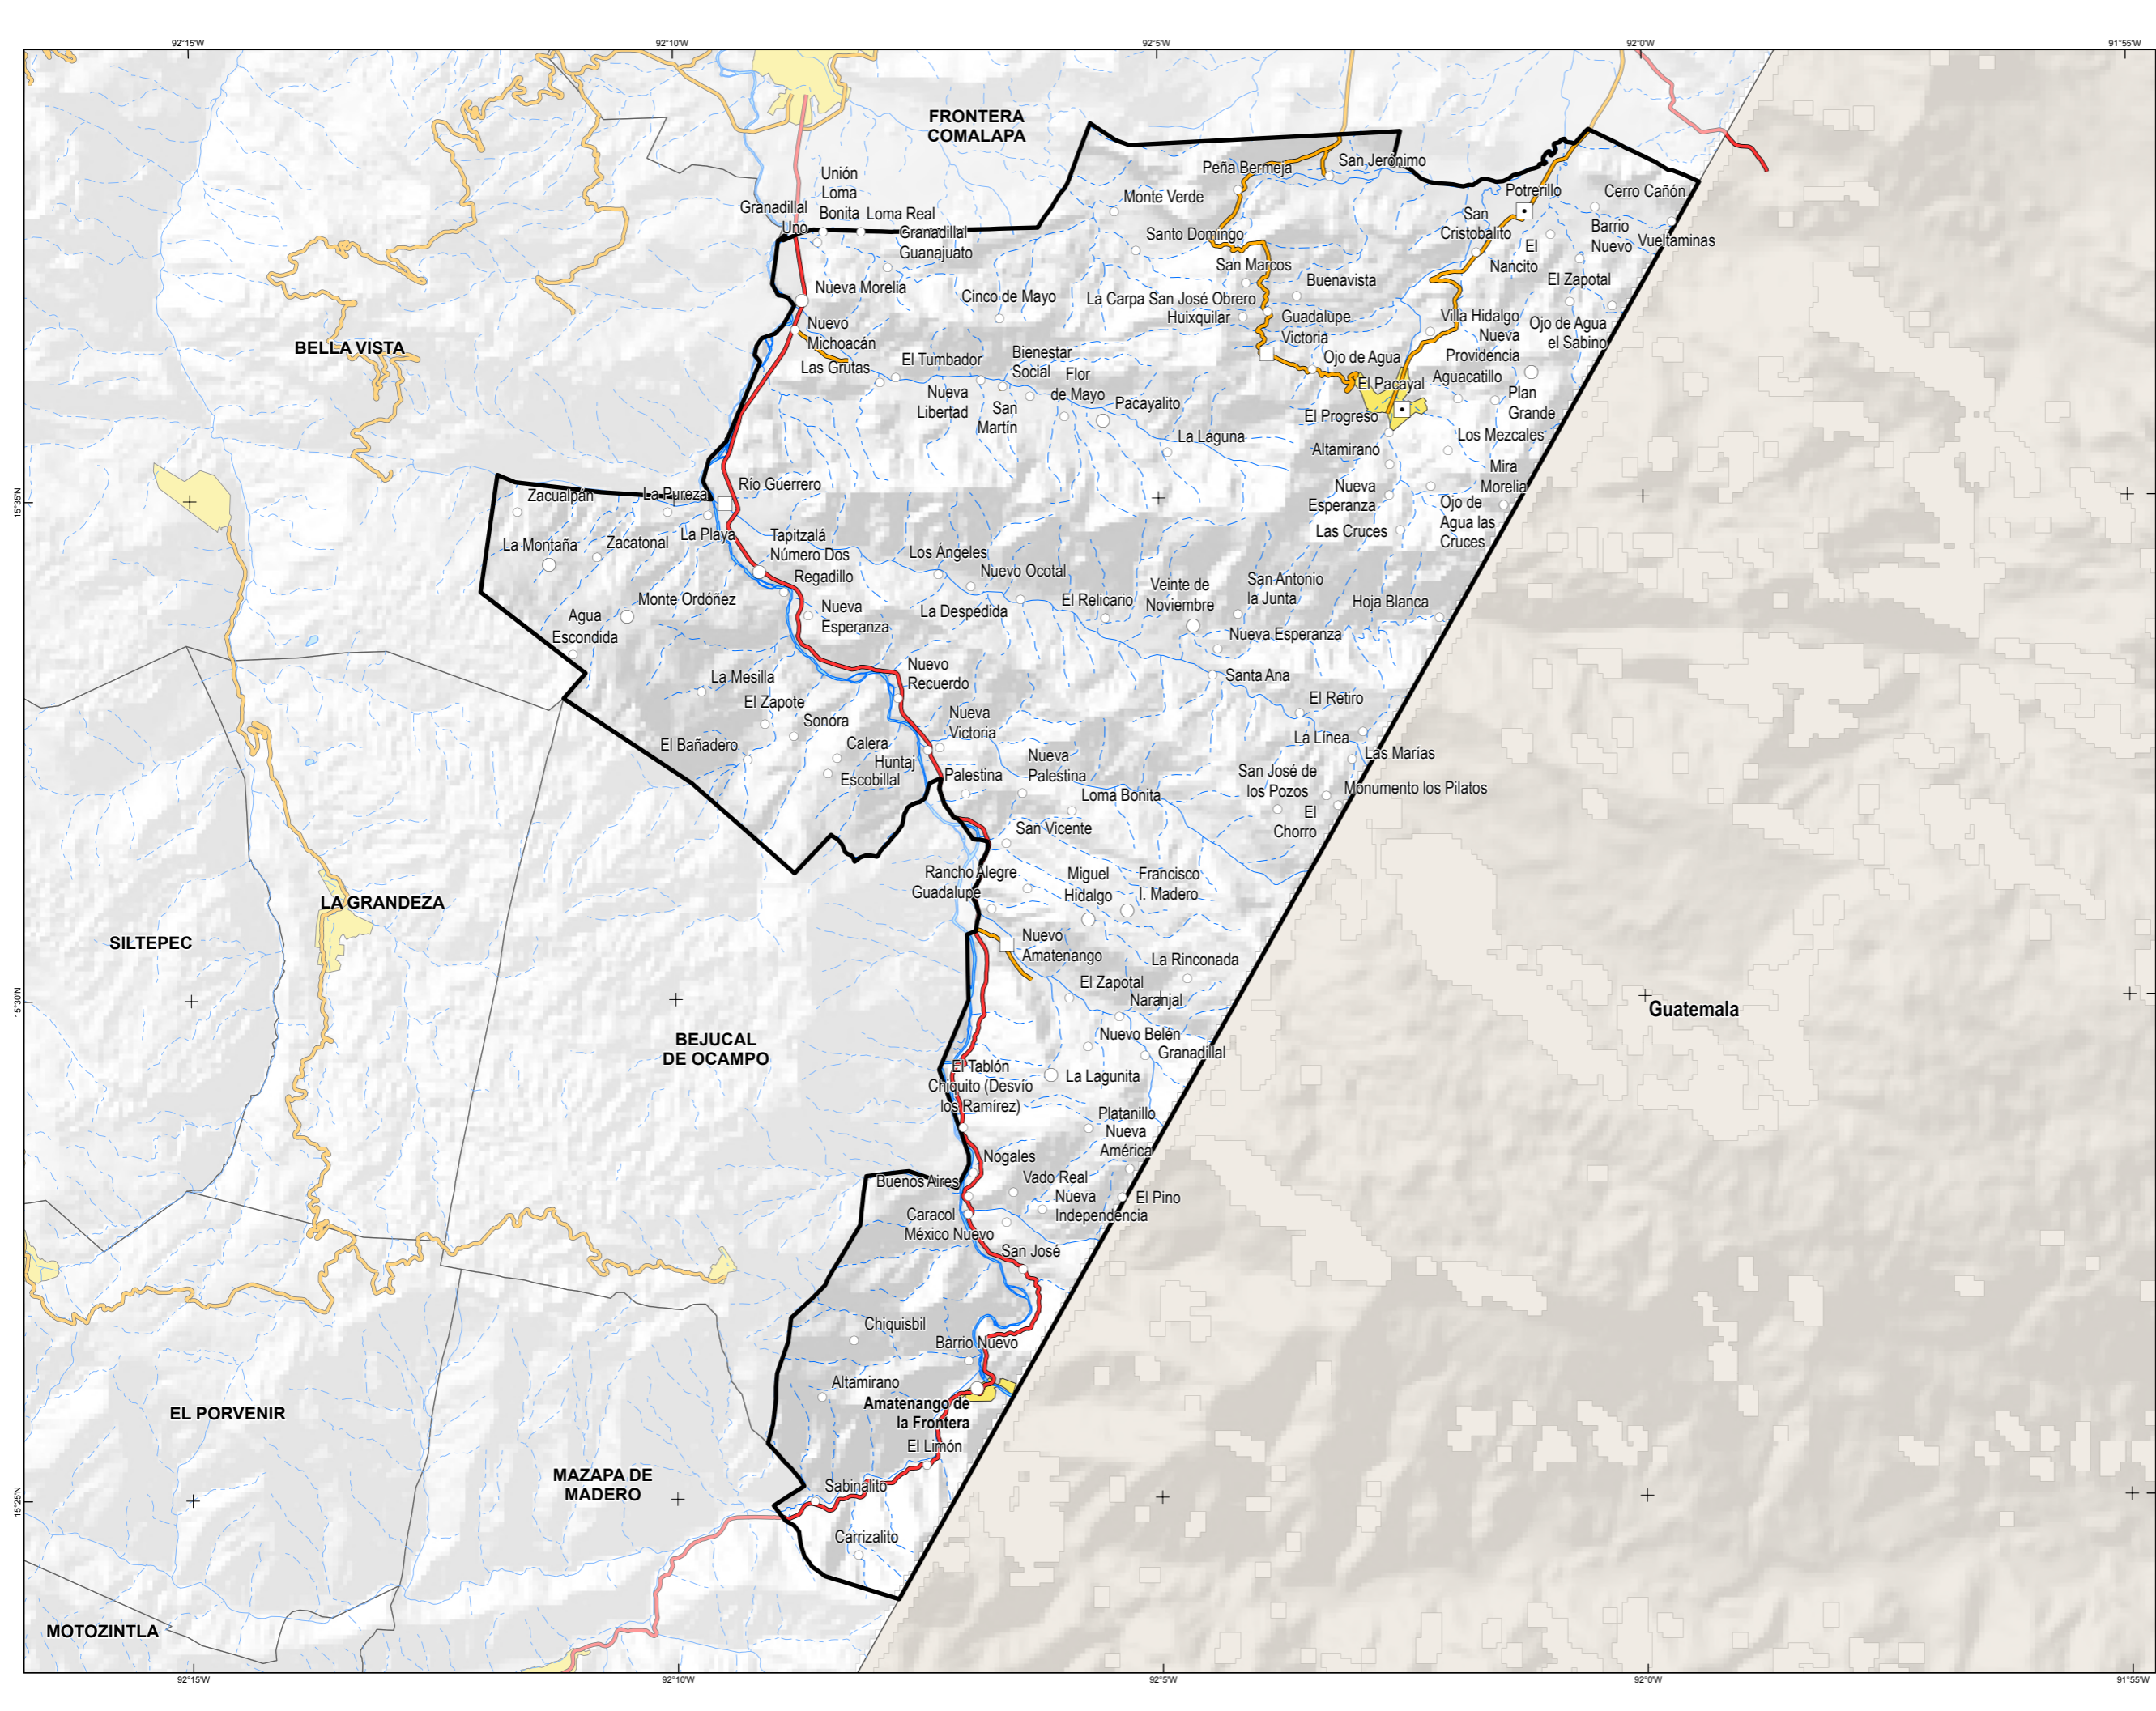 92°15'W
92°10'W
92°5'W
92°0'W
91°55'W
FRONTERA
COMALAPA
Unión
Loma
Bonita
Granadillal
Uno
Loma Real
Granadillal
Guanajuato
Monte Verde
Peña Bermeja
San Jerónimo
Potrerillo
Cerro Cañón
San
Cristobalito
Barrio
Nuevo
Vueltaminas
Santo Domingo
El
Nancito
San Marcos
Buenavista
El Zapotal
Nueva Morelia
Cinco de Mayo
La Carpa San José Obrero
Huixquilar
Guadalupe
Victoria
Villa Hidalgo
Nueva
Providencia
Ojo de Agua
el Sabino
Nuevo
Michoacán
BELLA VISTA
Las Grutas
El Tumbador
Bienestar
Social
Flor
de Mayo
Ojo de Agua
El Pacayal
Aguacatillo
Nueva
Libertad
San
Martín
Pacayalito
Plan
Grande
El Progreso
La Laguna
Altamirano
Los Mezcales
Mira
Morelia
Río Guerrero
Zacualpán
La Pureza
Nueva
Esperanza
15°35'N
Ojo de
Agua las
Cruces
Las Cruces
La Playa
Zacatonal
La Montaña
Tapitzalá
Número Dos
Regadillo
Los Ángeles
Nuevo Ocotal
Veinte de
Noviembre
San Antonio
la Junta
Hoja Blanca
Monte Ordóñez
Agua
Escondida
Nueva
Esperanza
La Despedida
El Relicario
Nueva Esperanza
Nuevo
Recuerdo
La Mesilla
Santa Ana
El Zapote
Sonora
El Retiro
Nueva
Victoria
La Línea
Las Marías
El Bañadero
Calera
Huntaj
Escobillal
Palestina
Nueva
Palestina
San José de
los Pozos
Monumento los Pilatos
Loma Bonita
El
Chorro
San Vicente
Rancho Alegre
Guadalupe
Miguel
Hidalgo
Francisco
I. Madero
LA GRANDEZA
SILTEPEC
Nuevo
Amatenango
La Rinconada
El Zapotal
Naranjal
15°30'N
Guatemala
Nuevo Belén
Granadillal
BEJUCAL
DE OCAMPO
El Tablón
Chiquito (Desvío
los Ramírez)
La Lagunita
Platanillo
Nueva
América
Nogales
Buenos Aires
Vado Real
Nueva
Independencia
El Pino
Caracol
México Nuevo
San José
Chiquisbil
Barrio Nuevo
Altamirano
Amatenango de
la Frontera
EL PORVENIR
El Limón
MAZAPA DE
MADERO
Sabinalito
15°25'N
Carrizalito
MOTOZINTLA
92°15'W
92°10'W
92°5'W
92°0'W
91°55'W